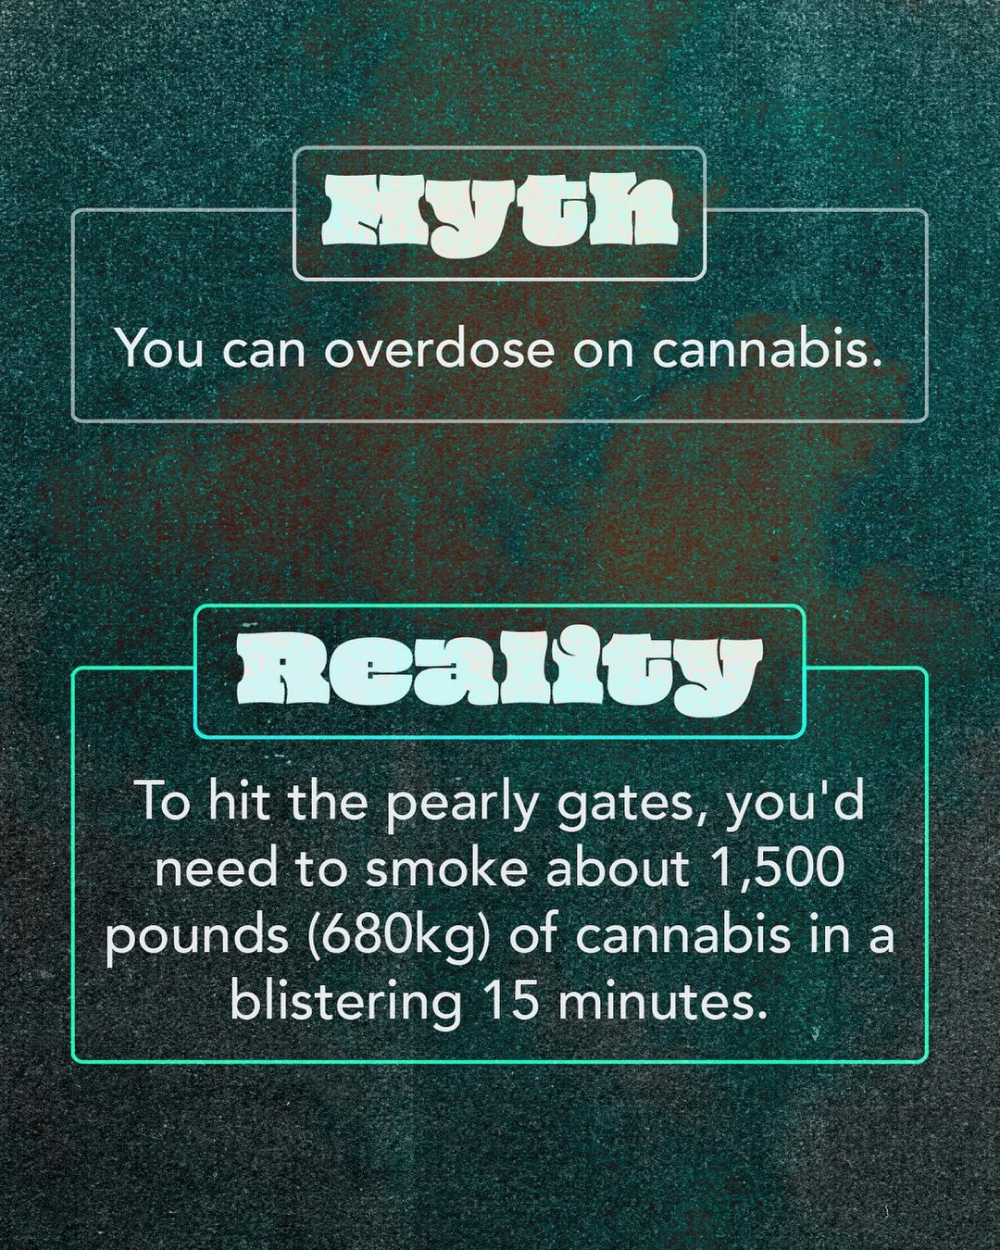 Myth
You can overdose on cannabis.
Reality
To hit the pearly gates, you'd
need to smoke about 1,500
pounds (680kg) of cannabis in a
blistering 15 minutes.